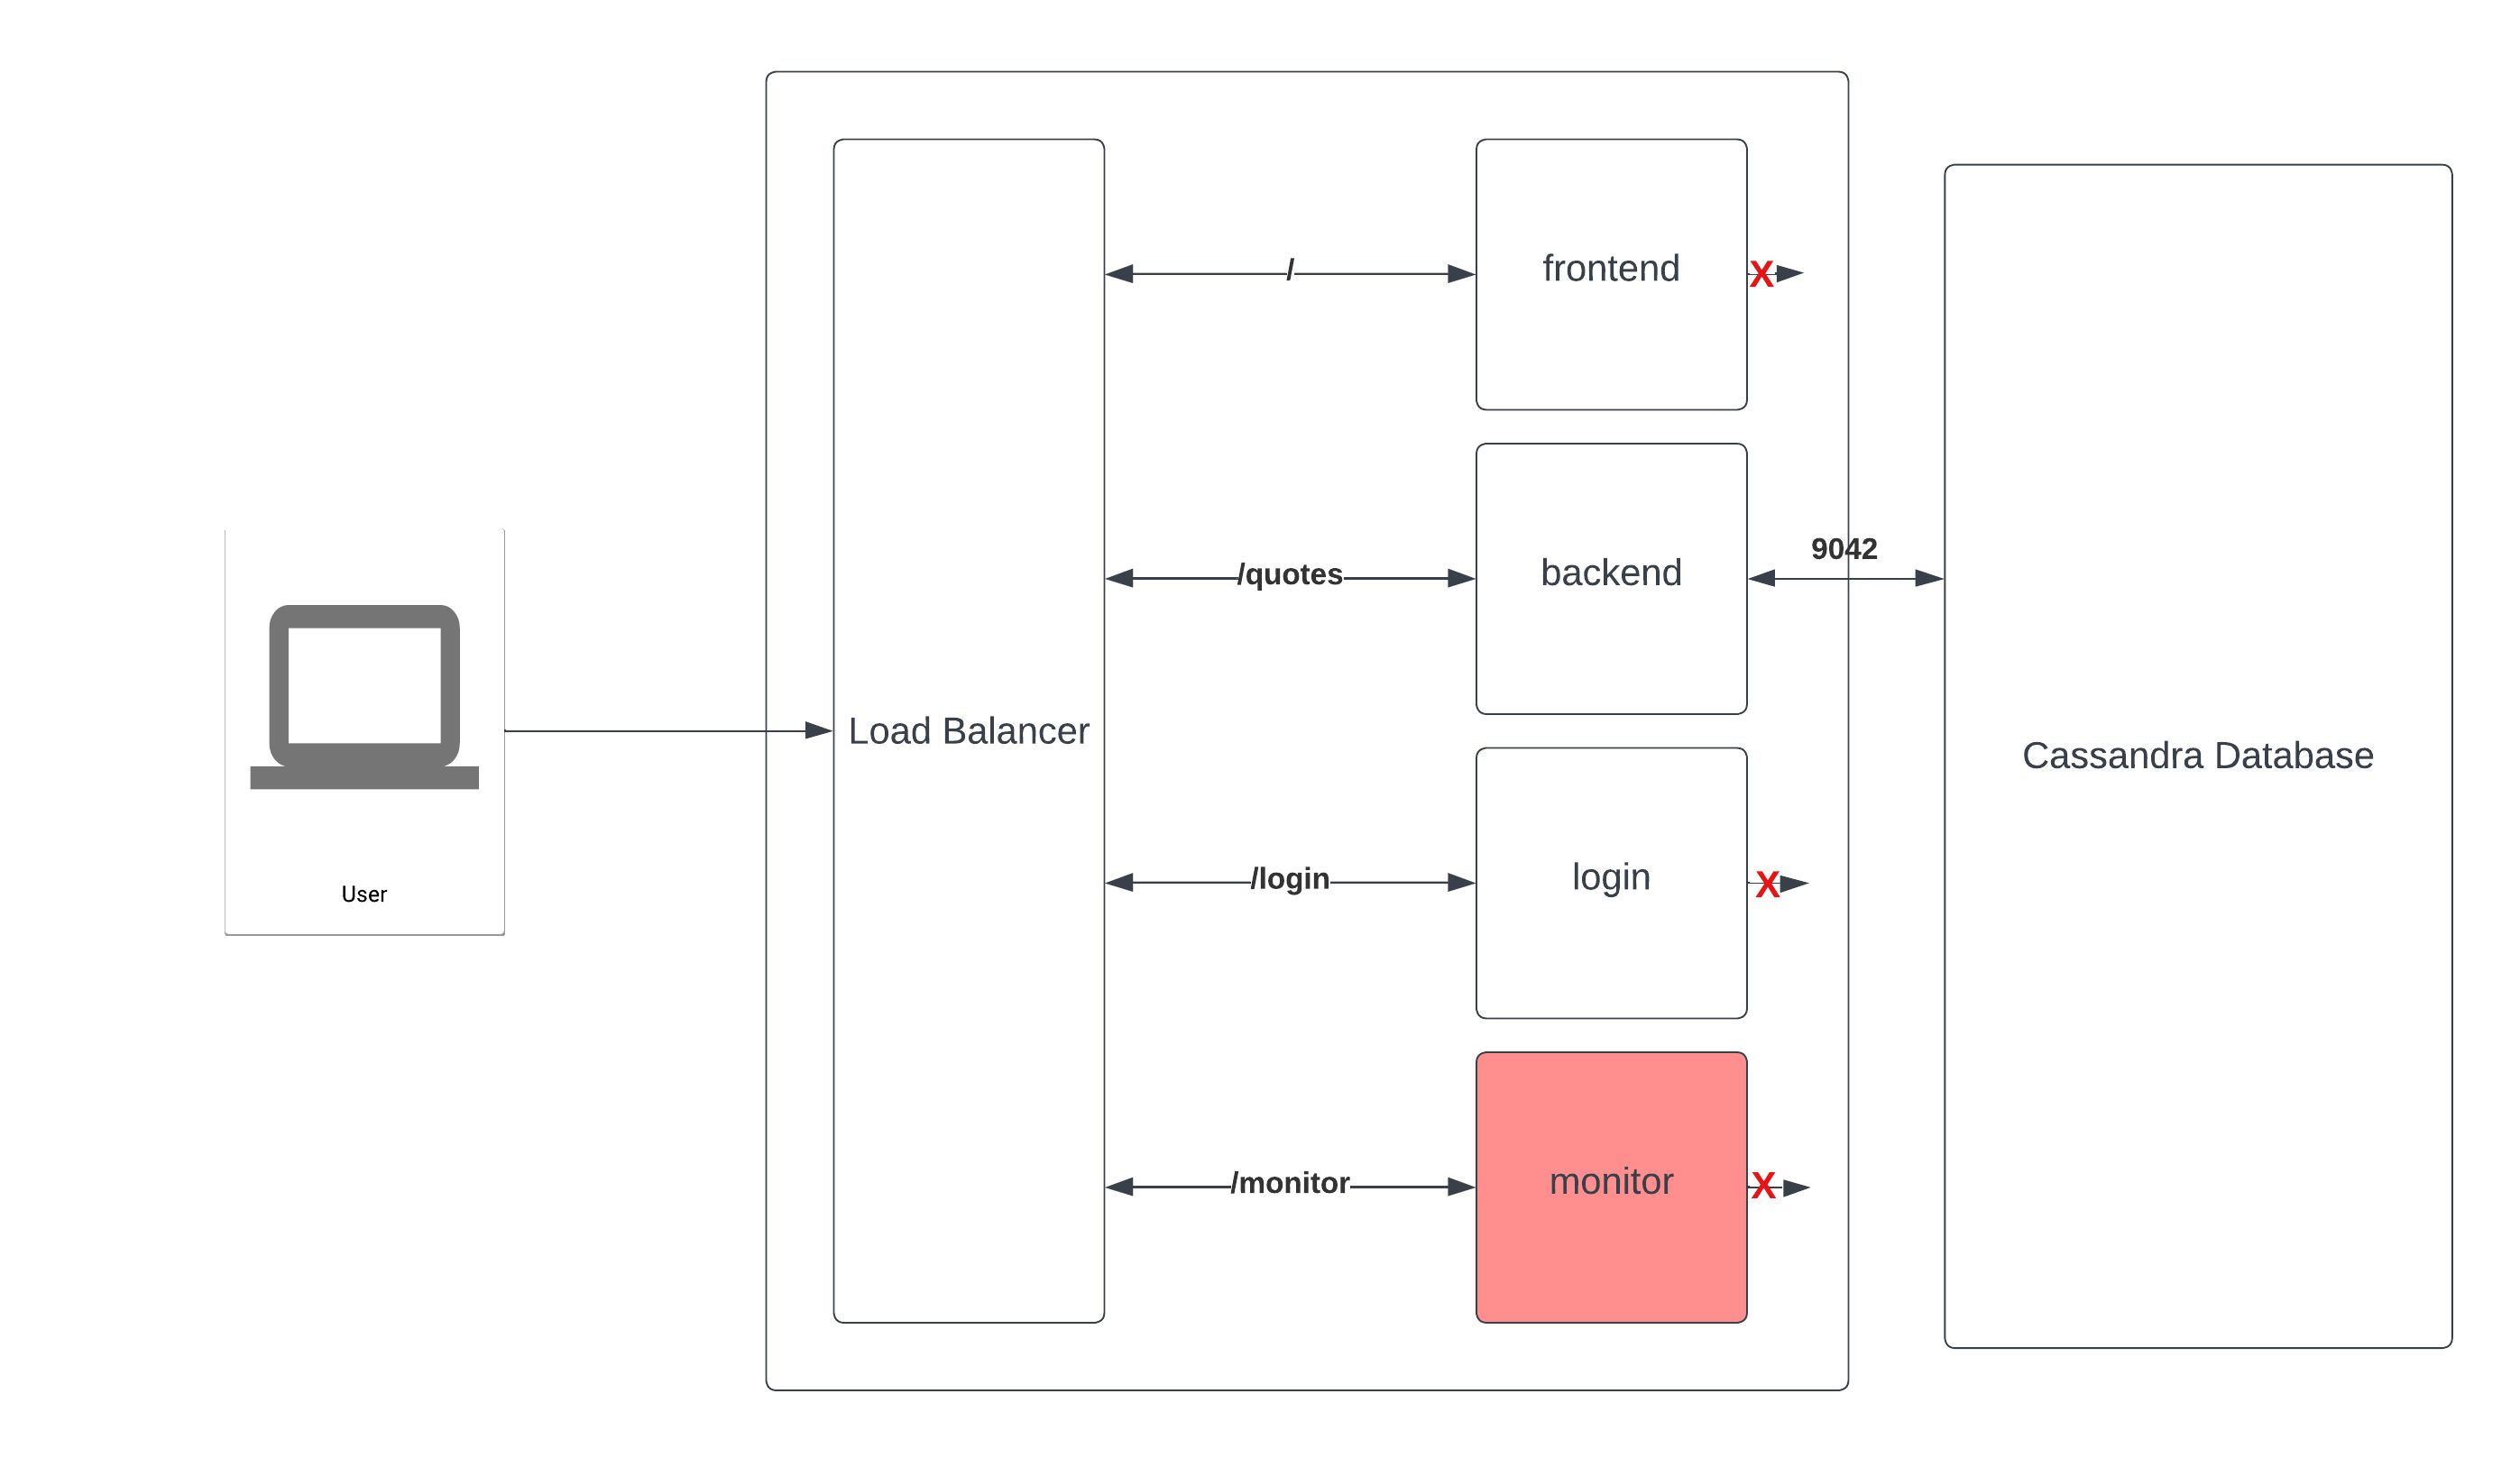 /
frontend
X
/quotes
backend
9042
User
Load Balancer
Cassandra Database
/login
login
X
/monitor
monitor
X